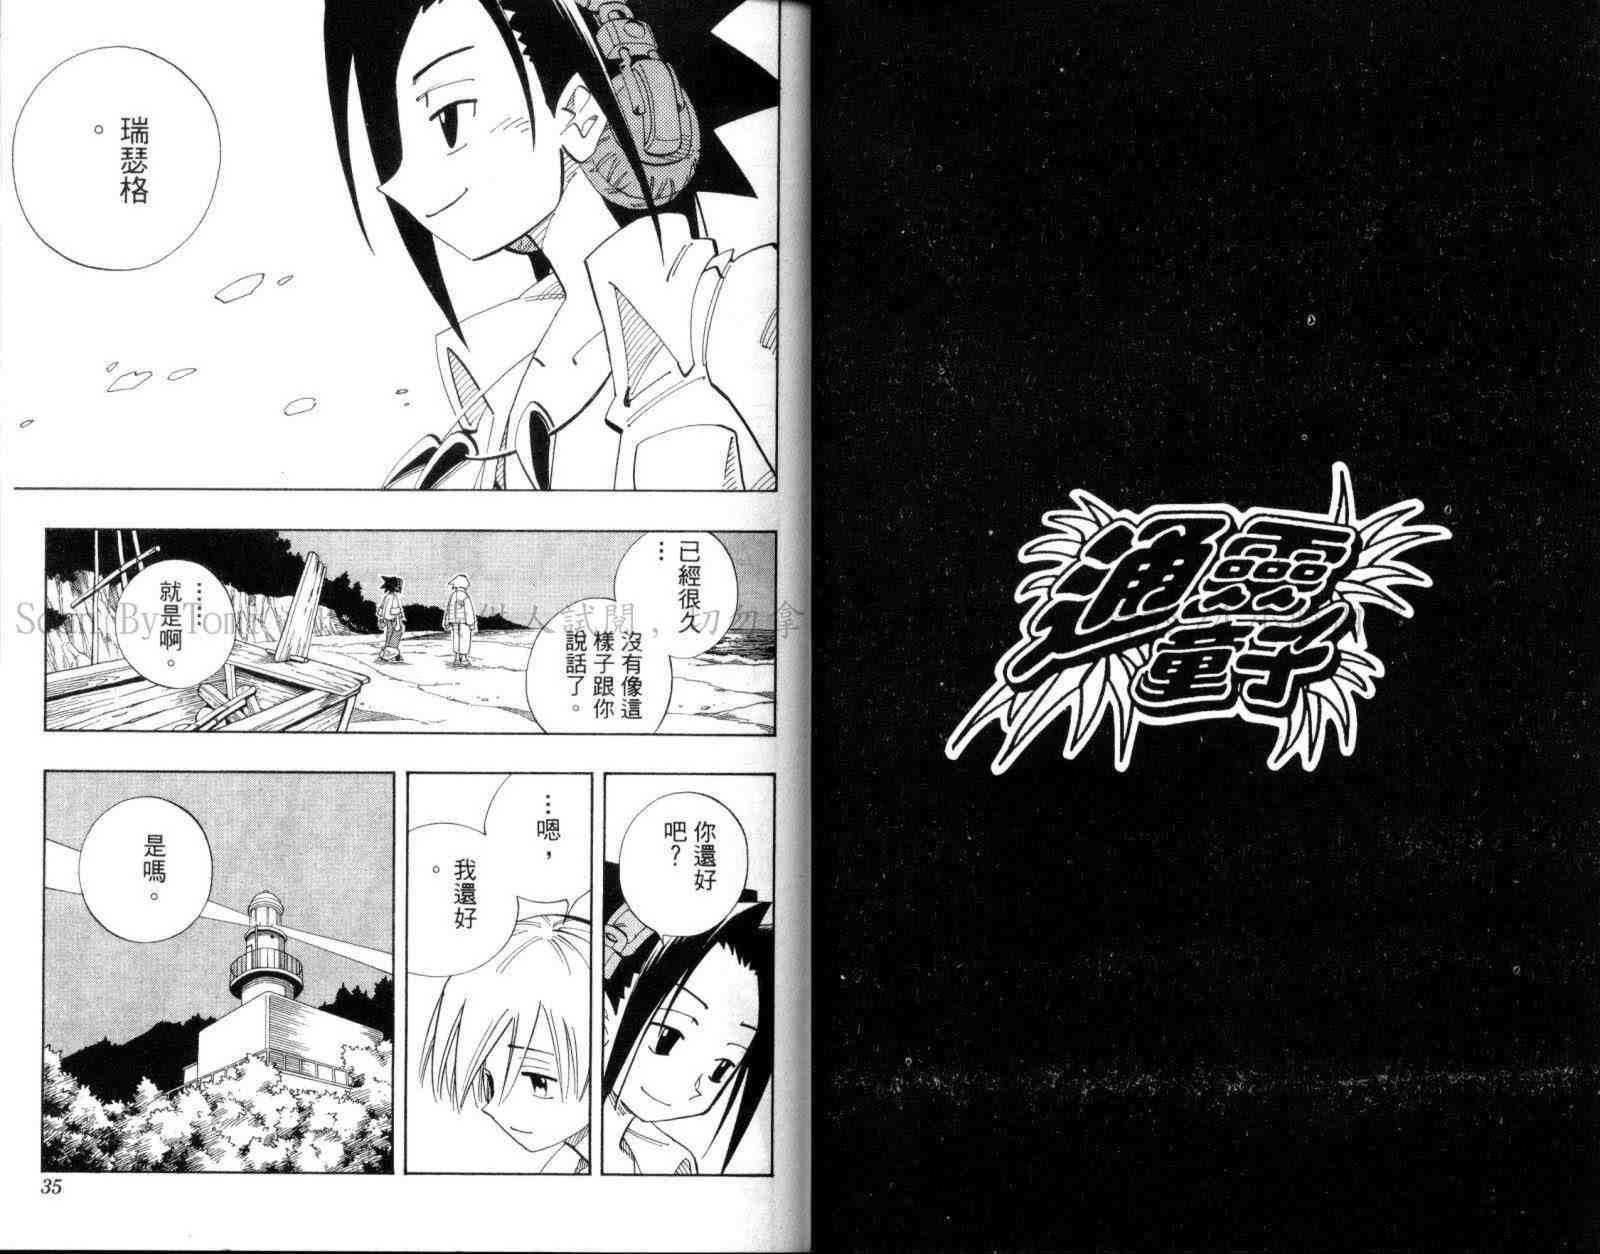 瑞瑟格
。
已經很久
…
沒有像這
樣子跟你
說話了。
……
就是啊。
你還好
吧？
…嗯，
我還好
。
是嗎。
35
通靈
童子